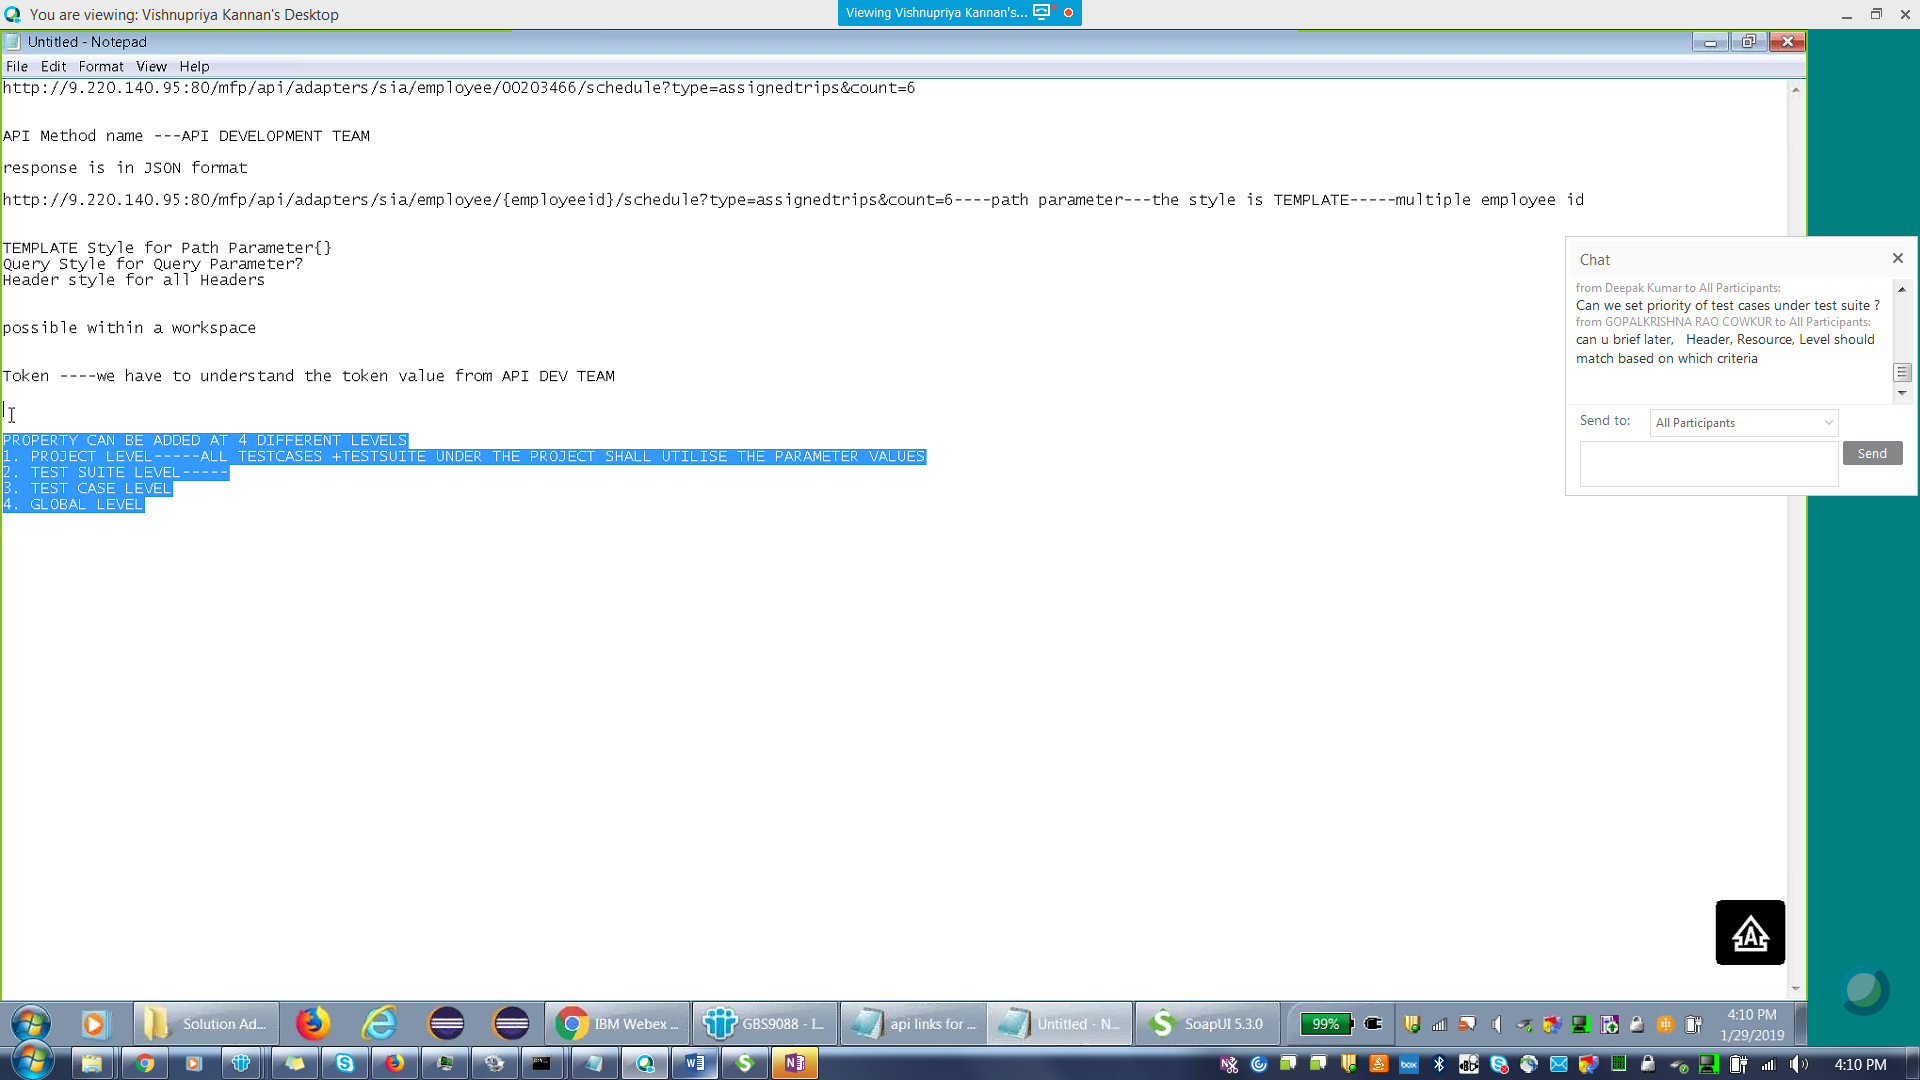 You are viewing: Vishnupriya Kannan's Desktop
Viewing Vishnupriya Kannan's...
Untitled - Notepad
File Edit Format View Help
http://9.220.140.95:80/mfp/api/adapters/sia/employee/00203466/schedule?type=assignedtrips&count=6
API Method name ---API DEVELOPMENT TEAM
response is in JSON format
http://9.220.140.95:80/mfp/api/adapters/sia/employee/{employeeid}/schedule?type=assignedtrips&count=6----path parameter---the style is TEMPLATE-----multiple employee id
TEMPLATE Style for Path Parameter{}
Query Style for Query Parameter?
Header style for all Headers
possible within a workspace
Token ----we have to understand the token value from API DEV TEAM
PROPERTY CAN BE ADDED AT 4 DIFFERENT LEVELS
1. PROJECT LEVEL-----ALL TESTCASES +TESTSUITE UNDER THE PROJECT SHALL UTILISE THE PARAMETER VALUES
2. TEST SUITE LEVEL-----
3. TEST CASE LEVEL
4. GLOBAL LEVEL
Chat
from Deepak Kumar to All Participants:
Can we set priority of test cases under test suite ?
from GOPALKRISHNA RAO COWKUR to All Participants:
can u brief later, Header, Resource, Level should
match based on which criteria
Send to: All Participants
Send
Solution Ad... IBM Webex ... GBS9088 - I... api links for ... Untitled - N... SoapUI 5.3.0 99% 4:10 PM
1/29/2019
4:10 PM